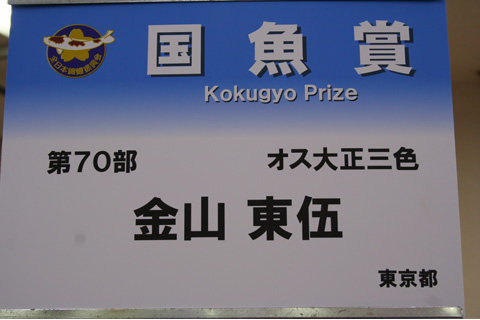 国魚賞
Kokugyo Prize
第70部 オス大正三色
金山 東伍
東京都